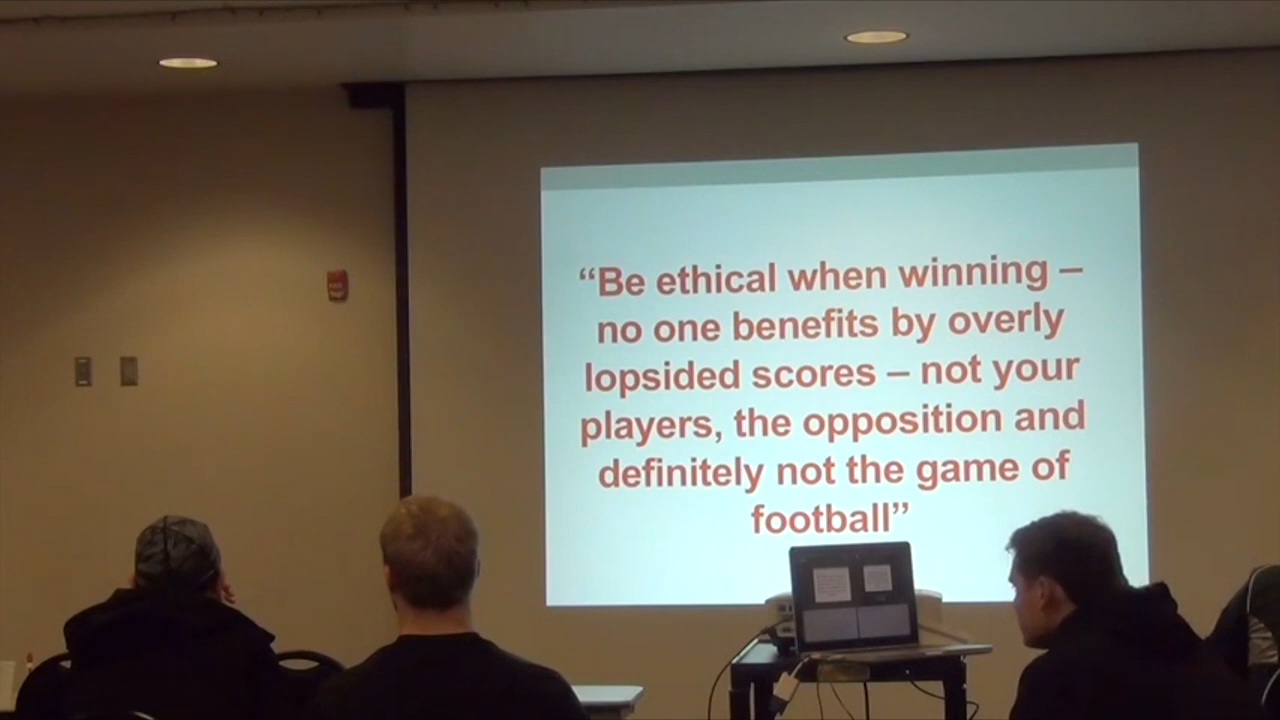 “Be ethical when winning –
no one benefits by overly
lopsided scores – not your
players, the opposition and
definitely not the game of
football”